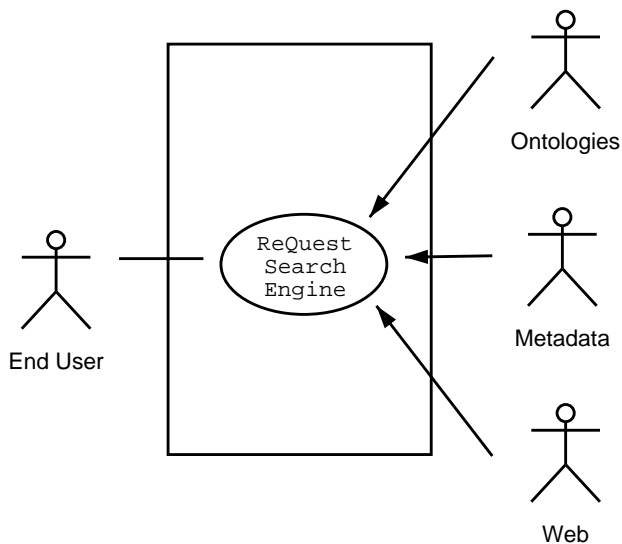 Ontologies
ReQuest
Search
Engine
Metadata
End User
Web